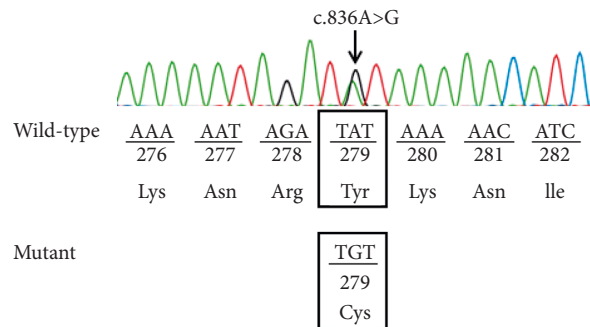 c.836A>G
Wild-type AAA AAT AGA TAT AAA AAC ATC
276 277 278 279 280 281 282
Lys Asn Arg Tyr Lys Asn lle
Mutant TGT
279
Cys